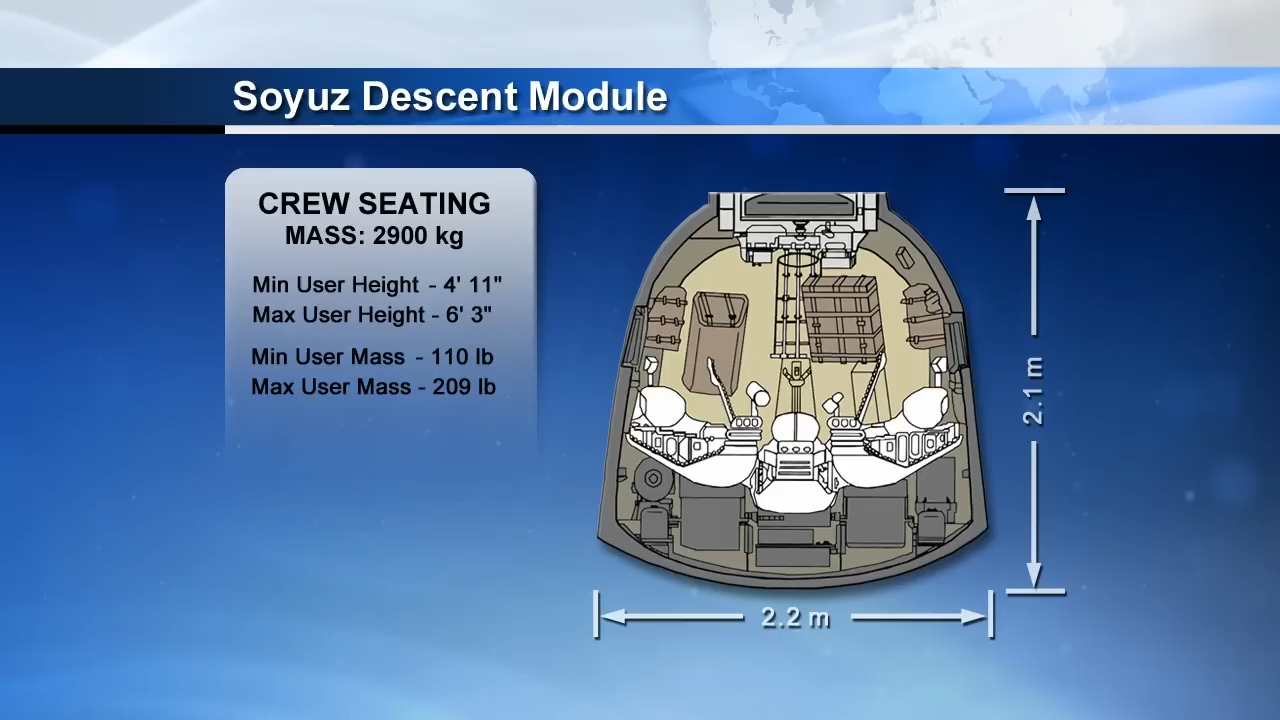 Soyuz Descent Module
CREW SEATING
MASS: 2900 kg
Min User Height - 4' 11"
Max User Height - 6' 3"
Min User Mass - 110 lb
Max User Mass - 209 lb
2.1 m
2.2 m